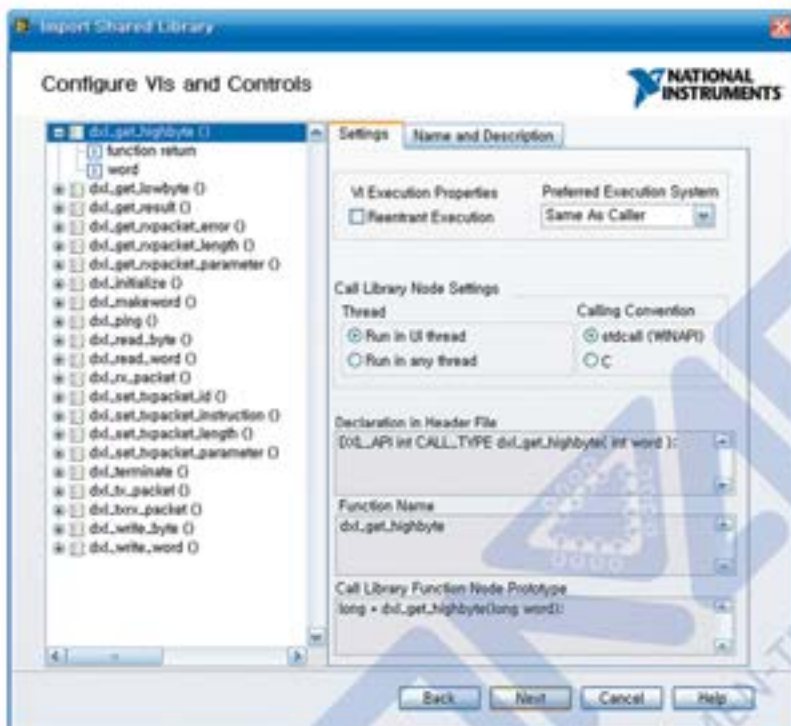 Import Shared Library
Configure VIs and Controls
NATIONAL
INSTRUMENTS
dxl_get_highbyte ()
function return
word
dxl_get_lowbyte ()
dxl_get_result ()
dxl_get_rxpacket_error ()
dxl_get_rxpacket_length ()
dxl_get_rxpacket_parameter ()
dxl_initialize ()
dxl_makeword ()
dxl_ping ()
dxl_read_byte ()
dxl_read_word ()
dxl_rx_packet ()
dxl_set_txpacket_id ()
dxl_set_txpacket_instruction ()
dxl_set_txpacket_length ()
dxl_set_txpacket_parameter ()
dxl_terminate ()
dxl_tx_packet ()
dxl_txrx_packet ()
dxl_write_byte ()
dxl_write_word ()
Settings
Name and Description
VI Execution Properties
Reentrant Execution
Preferred Execution System
Same As Caller
Call Library Node Settings
Thread
Run in UI thread
Run in any thread
Calling Convention
stdcall (WINAPI)
C
Declaration in Header File
DXL_API int CALL_TYPE dxl_get_highbyte( int word );
Function Name
dxl_get_highbyte
Call Library Function Node Prototype
long * dxl_get_highbyte(long word);
Back
Next
Cancel
Help